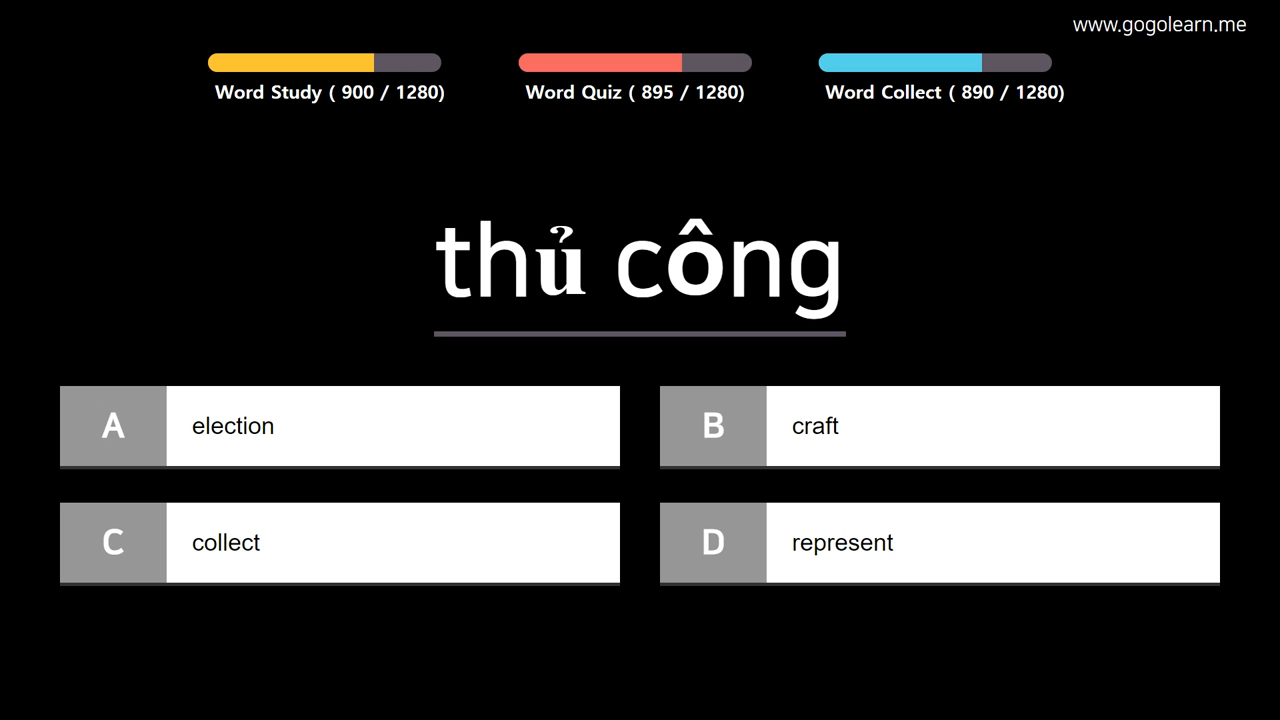 www.gogolearn.me
Word Study ( 900 / 1280)
Word Quiz ( 895 / 1280)
Word Collect ( 890 / 1280)
thủ công
A election
B craft
C collect
D represent